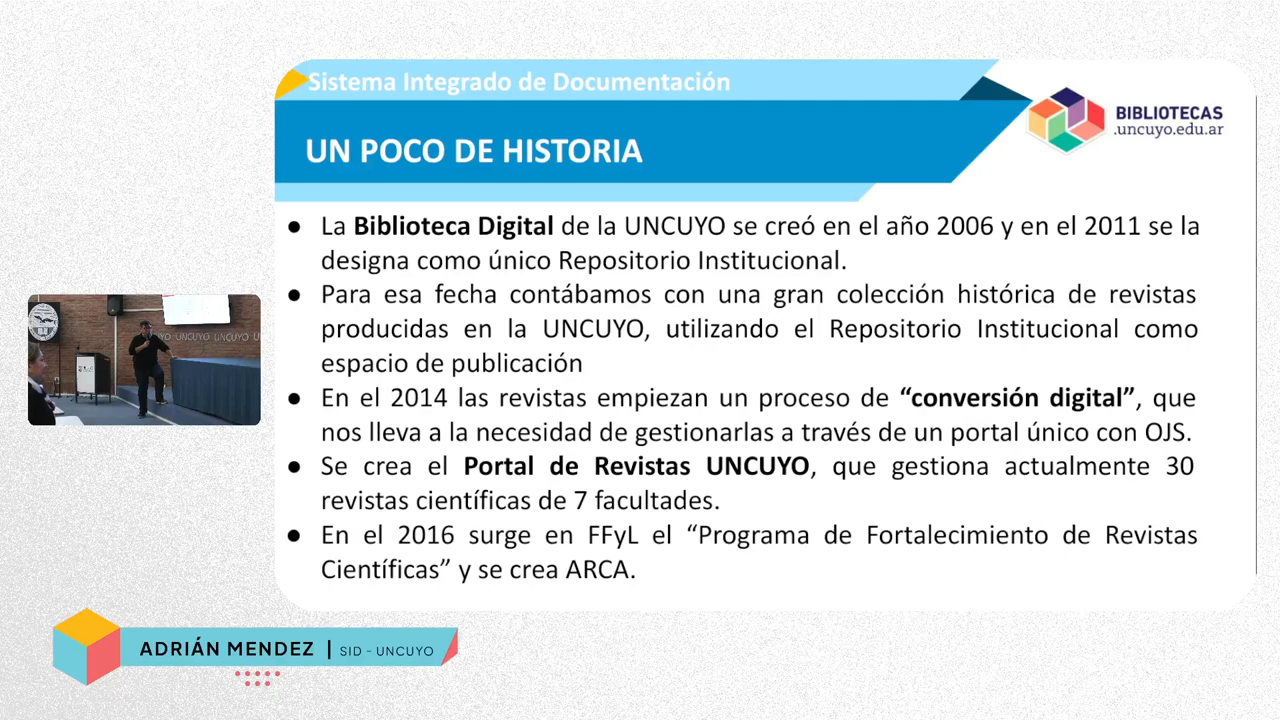 Sistema Integrado de Documentación
UN POCO DE HISTORIA
BIBLIOTECAS
.uncuyo.edu.ar
● La Biblioteca Digital de la UNCUYO se creó en el año 2006 y en el 2011 se la
designa como único Repositorio Institucional.
● Para esa fecha contábamos con una gran colección histórica de revistas
producidas en la UNCUYO, utilizando el Repositorio Institucional como
espacio de publicación
● En el 2014 las revistas empiezan un proceso de “conversión digital”, que
nos lleva a la necesidad de gestionarlas a través de un portal único con OJS.
● Se crea el Portal de Revistas UNCUYO, que gestiona actualmente 30
revistas científicas de 7 facultades.
● En el 2016 surge en FFyL el “Programa de Fortalecimiento de Revistas
Científicas” y se crea ARCA.
UNCUYO UNCUYO
ADRIÁN MENDEZ | SID – UNCUYO